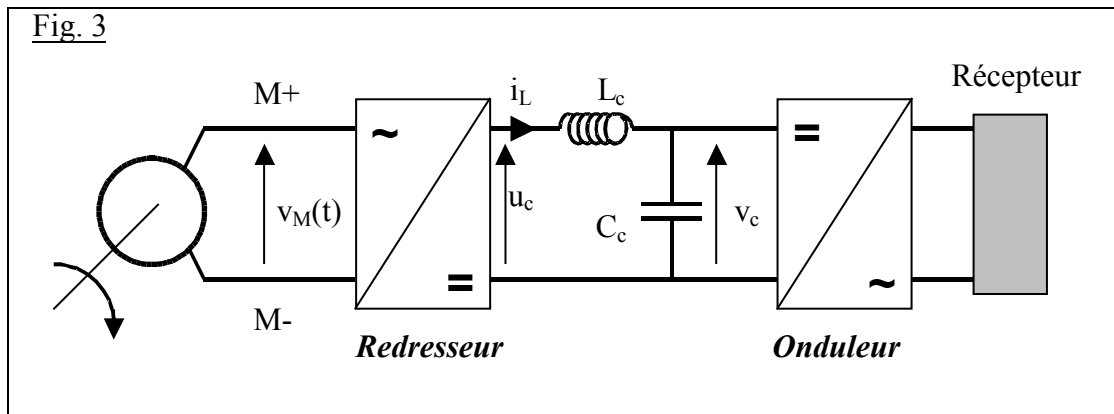 Fig. 3
Récepteur
M+
i_L
L_c
~
=
=
~
v_M(t)
u_c
C_c
v_c
M-
Redresseur
Onduleur